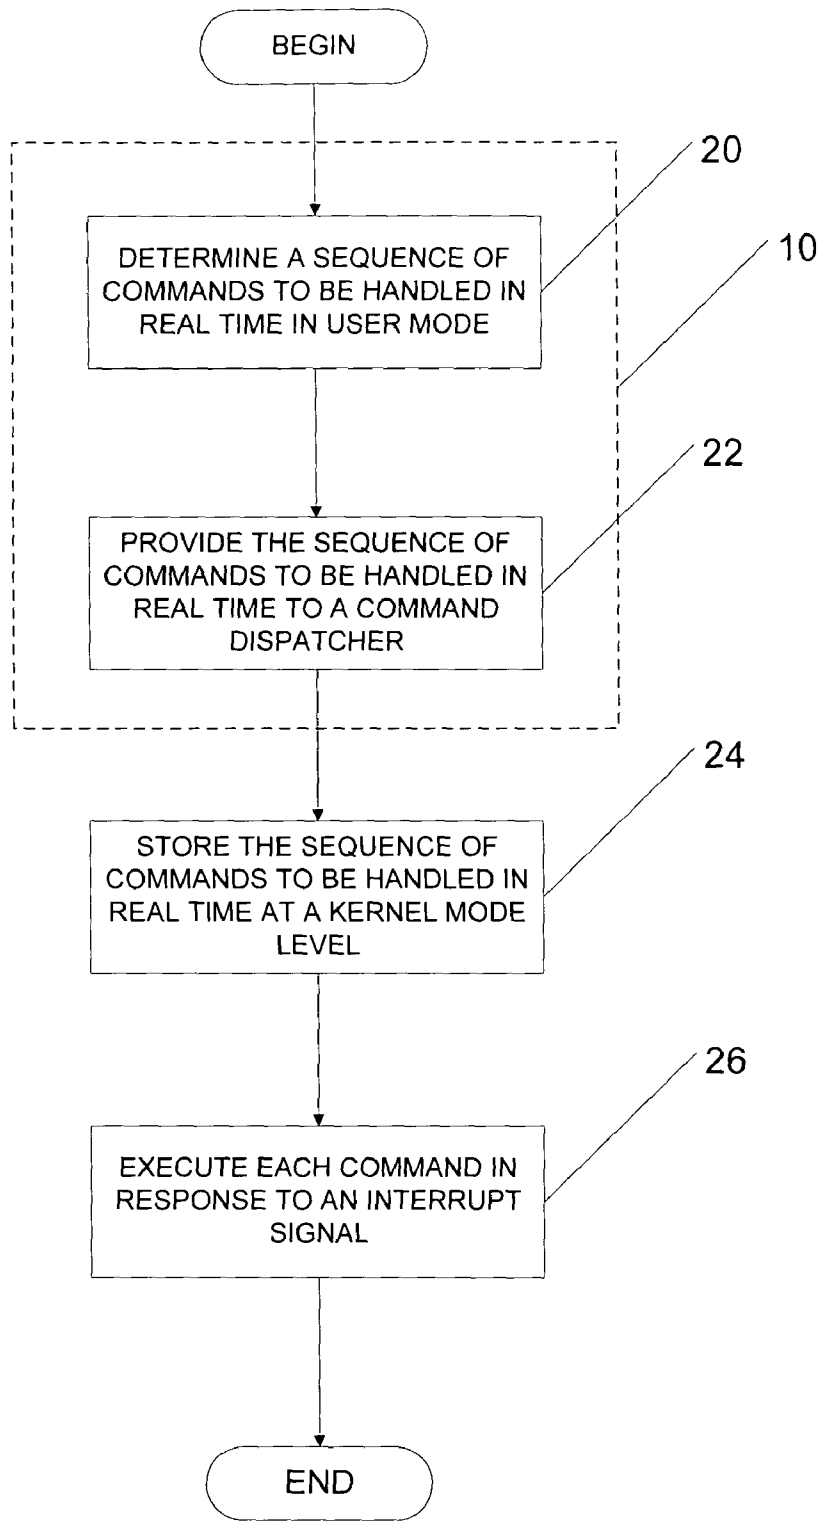 BEGIN
20
DETERMINE A SEQUENCE OF
COMMANDS TO BE HANDLED IN
REAL TIME IN USER MODE
10
22
PROVIDE THE SEQUENCE OF
COMMANDS TO BE HANDLED IN
REAL TIME TO A COMMAND
DISPATCHER
24
STORE THE SEQUENCE OF
COMMANDS TO BE HANDLED IN
REAL TIME AT A KERNEL MODE
LEVEL
26
EXECUTE EACH COMMAND IN
RESPONSE TO AN INTERRUPT
SIGNAL
END